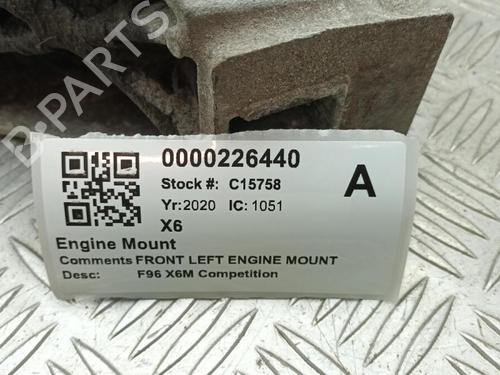 B-PARTS
0000226440
Stock #: C15758
A
Yr: 2020 IC: 1051
X6
Engine Mount
Comments FRONT LEFT ENGINE MOUNT
Desc: F96 X6M Competition